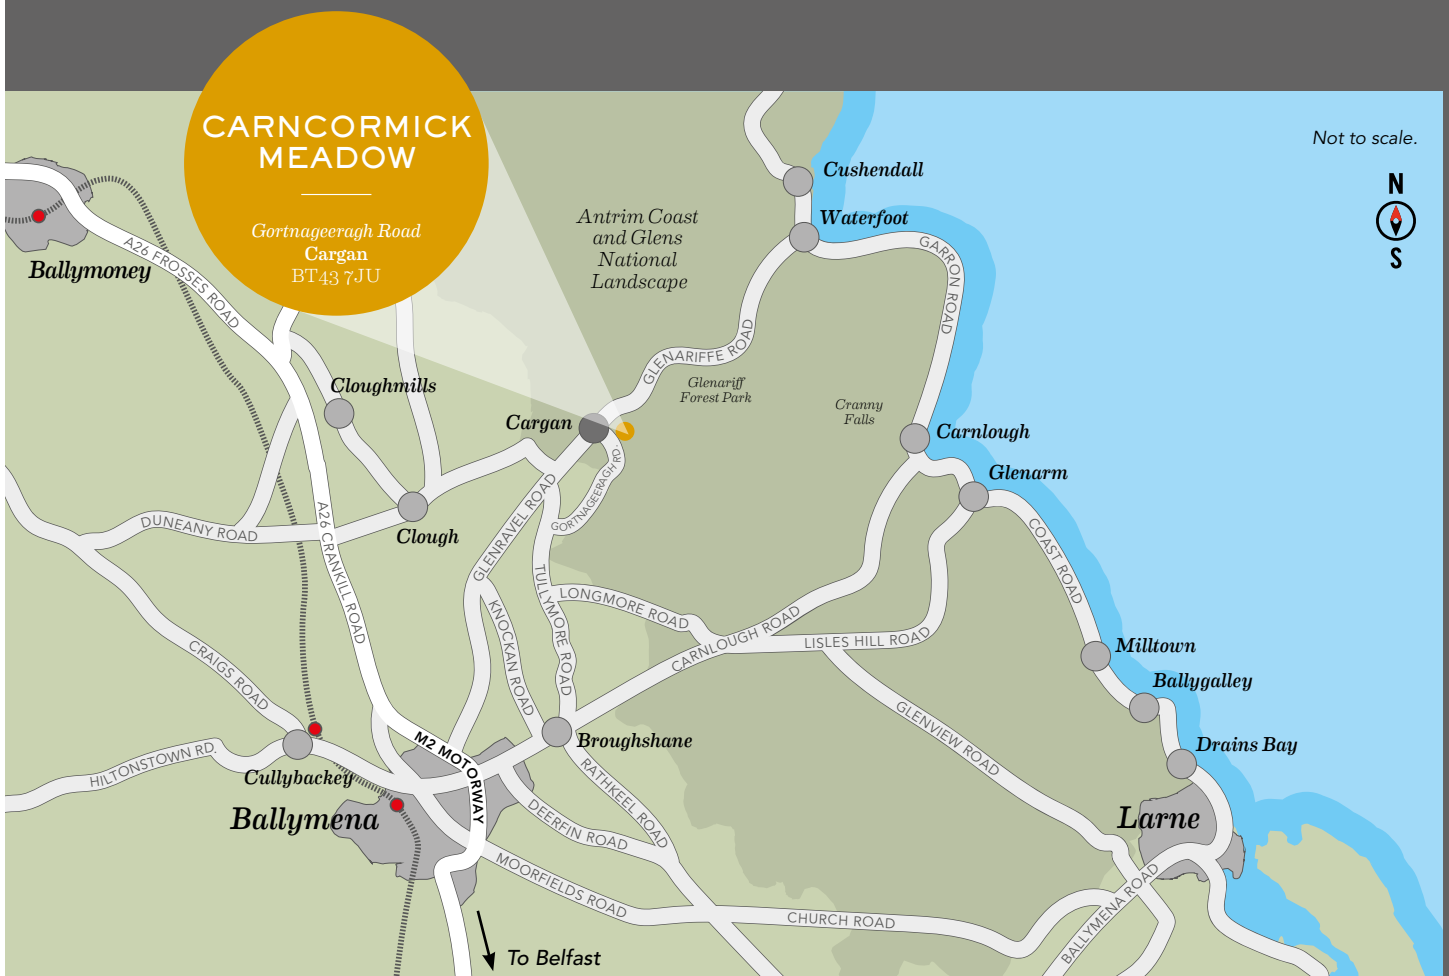 CARNCORMICK
MEADOW
Gortnageeragh Road
Cargan
BT43 7JU
Not to scale.
N
S
Cushendall
Waterfoot
Antrim Coast
and Glens
National
Landscape
GARRON ROAD
Ballymoney
A26 FROSSES ROAD
GLENARIFFE ROAD
Glenariff
Forest Park
Cranny
Falls
Cloughmills
Cargan
Carnlough
Glenarm
GORTNAGEERAGH RD.
DUNEANY ROAD
Clough
A26 CRANKILL ROAD
GLENRAVEL ROAD
COAST ROAD
TULLYMORE ROAD
LONGMORE ROAD
KNOCKAN ROAD
CARNLOUGH ROAD
LISLES HILL ROAD
CRAIGS ROAD
Milltown
Ballygalley
GLENVIEW ROAD
HILTONSTOWN RD.
M2 MOTORWAY
Broughshane
Drains Bay
Cullybackey
Ballymena
RATHKEEL ROAD
DEERFIN ROAD
Larne
MOORFIELDS ROAD
CHURCH ROAD
BALLYMENA ROAD
To Belfast